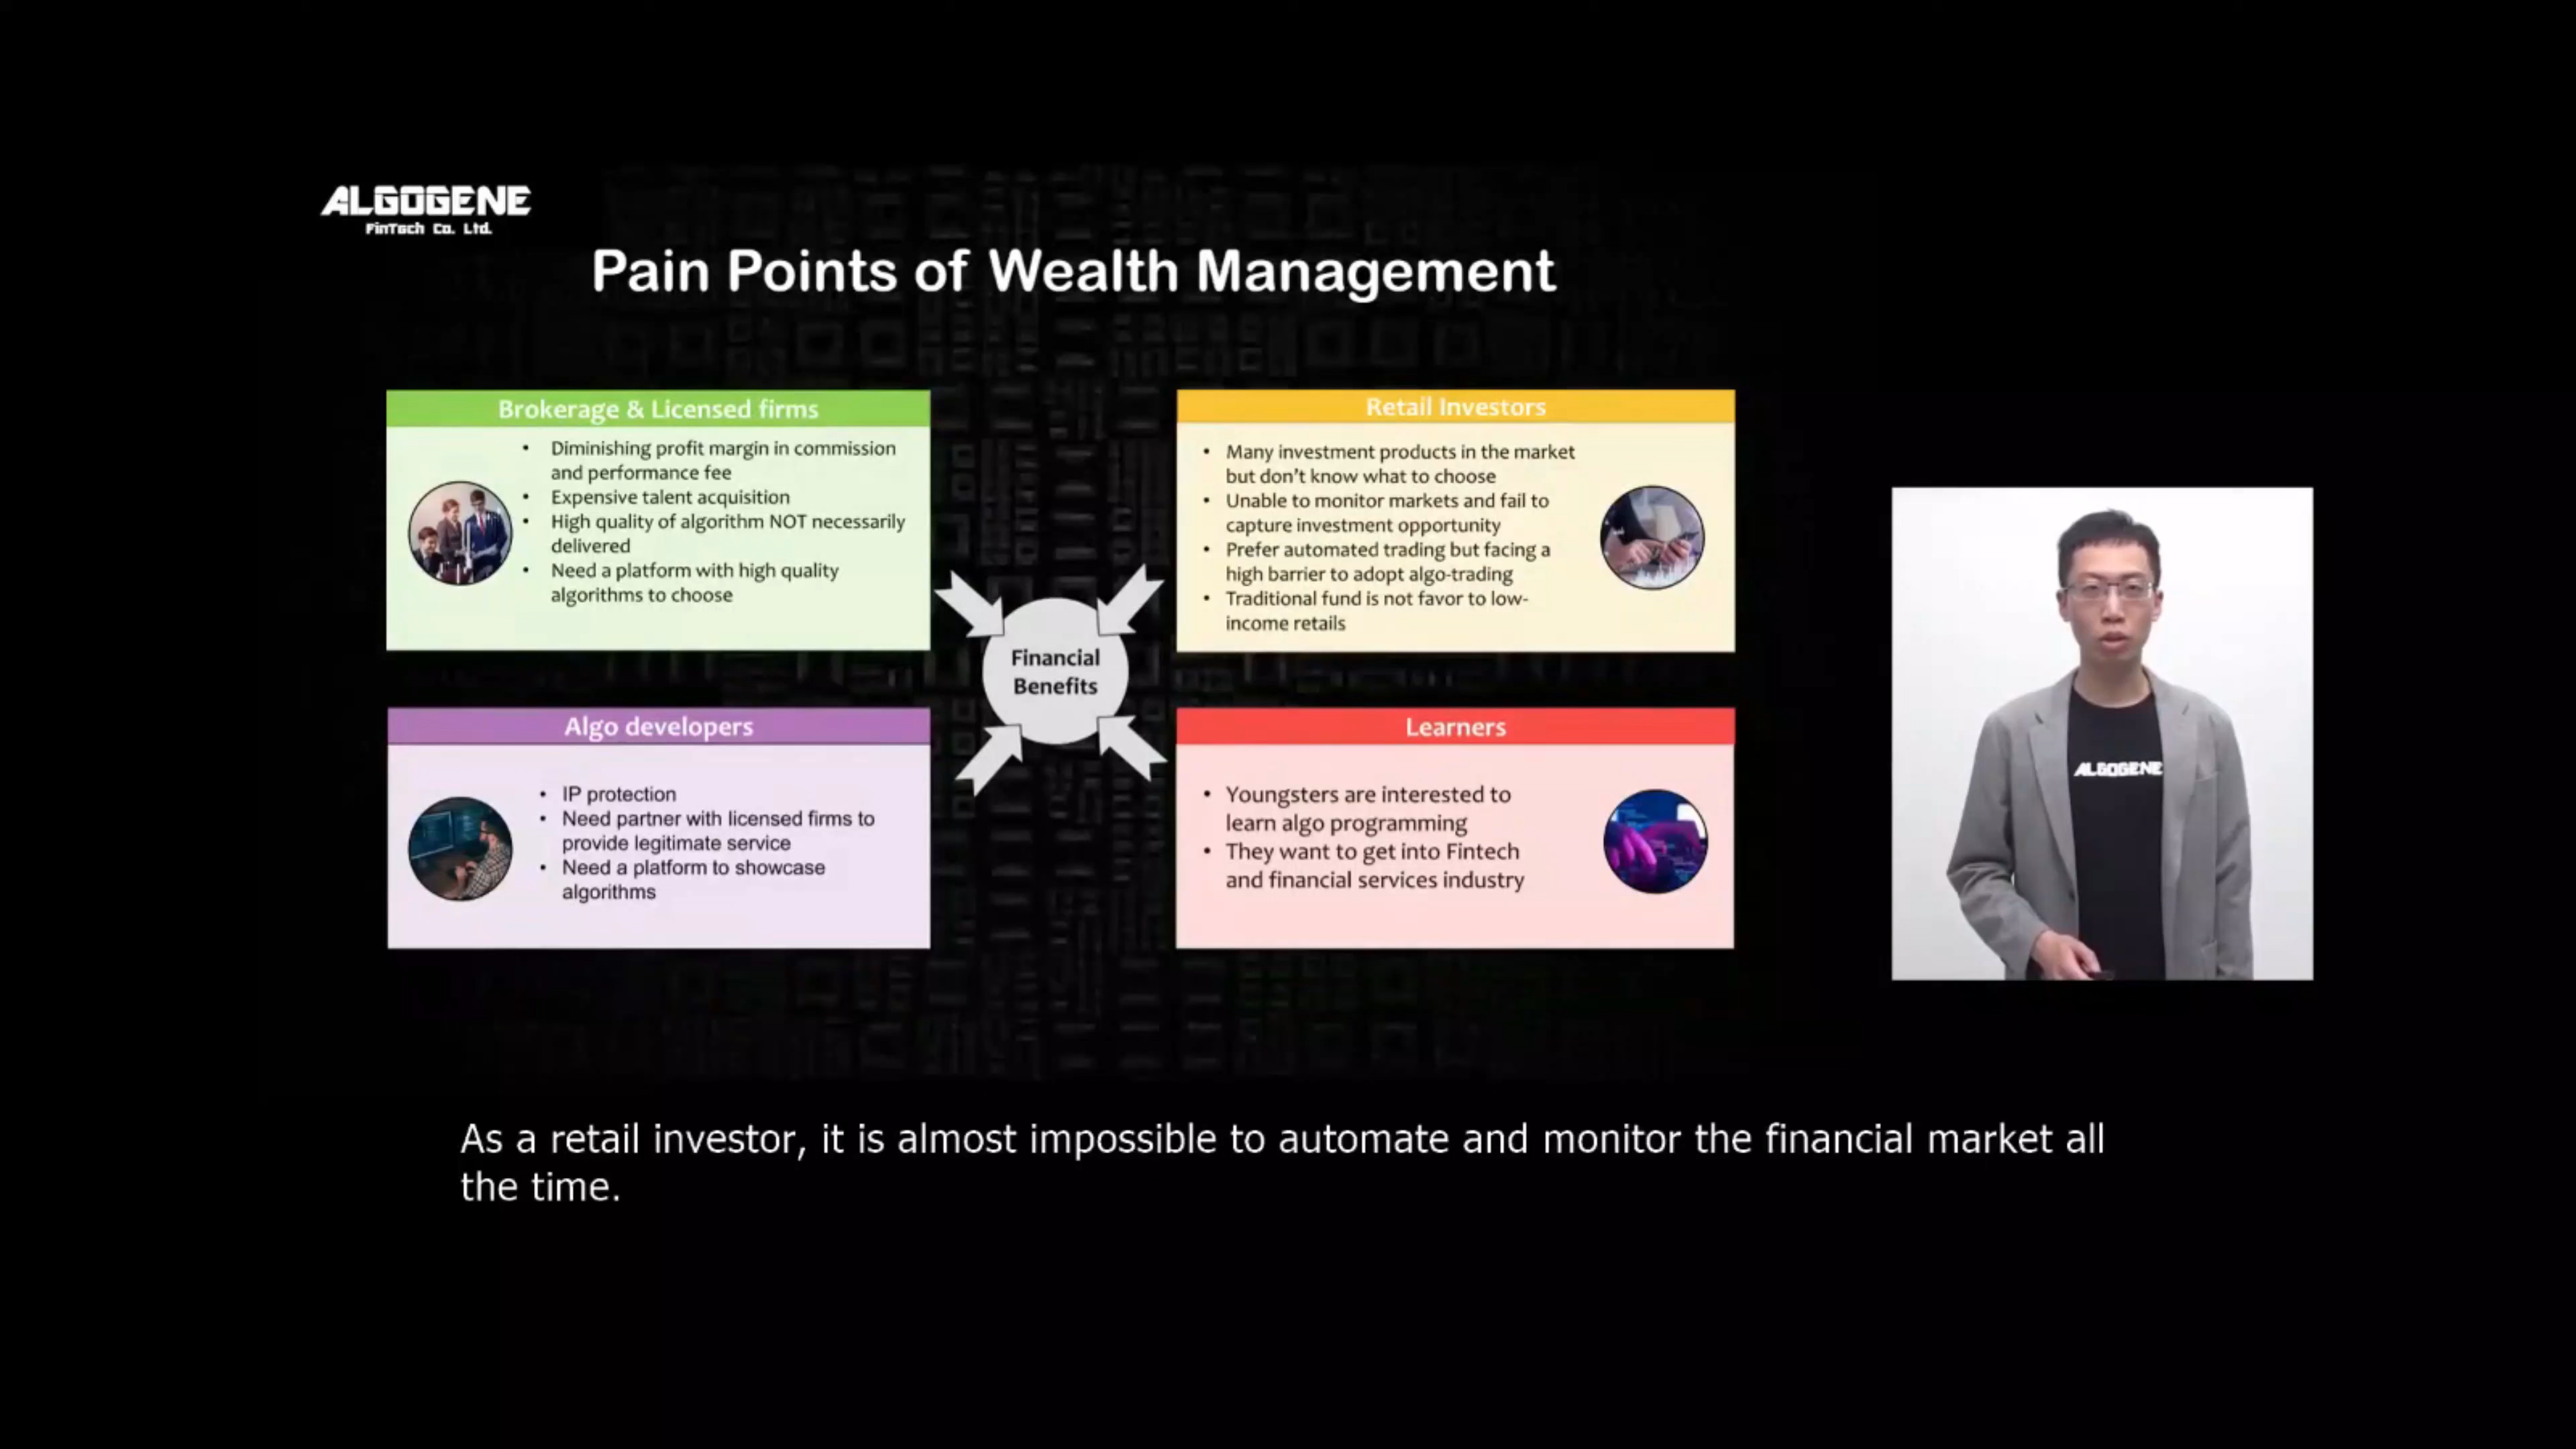 ALGOGENE
FinTech Co. Ltd.
Pain Points of Wealth Management
Brokerage & Licensed firms
• Diminishing profit margin in commission
and performance fee
• Expensive talent acquisition
• High quality of algorithm NOT necessarily
delivered
• Need a platform with high quality
algorithms to choose
Retail Investors
• Many investment products in the market
but don't know what to choose
• Unable to monitor markets and fail to
capture investment opportunity
• Prefer automated trading but facing a
high barrier to adopt algo-trading
• Traditional fund is not favor to low-
income retails
Financial
Benefits
Algo developers
• IP protection
• Need partner with licensed firms to
provide legitimate service
• Need a platform to showcase
algorithms
Learners
• Youngsters are interested to
learn algo programming
• They want to get into Fintech
and financial services industry
ALGOGENE
As a retail investor, it is almost impossible to automate and monitor the financial market all
the time.